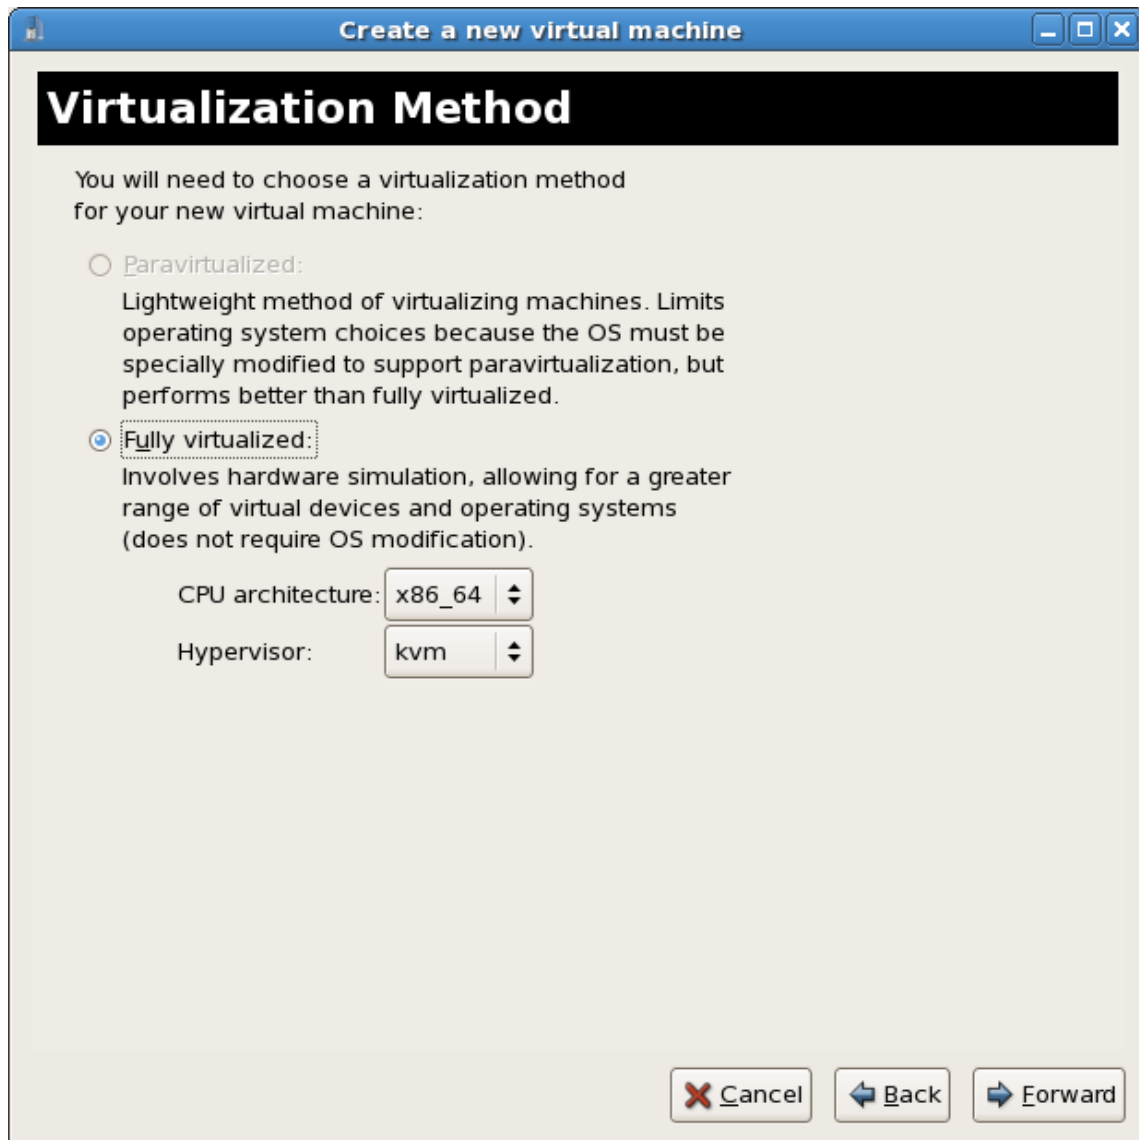 Create a new virtual machine
Virtualization Method
You will need to choose a virtualization method
for your new virtual machine:
Paravirtualized:
Lightweight method of virtualizing machines. Limits
operating system choices because the OS must be
specially modified to support paravirtualization, but
performs better than fully virtualized.
Fully virtualized:
Involves hardware simulation, allowing for a greater
range of virtual devices and operating systems
(does not require OS modification).
CPU architecture: x86_64
Hypervisor: kvm
Cancel Back Forward